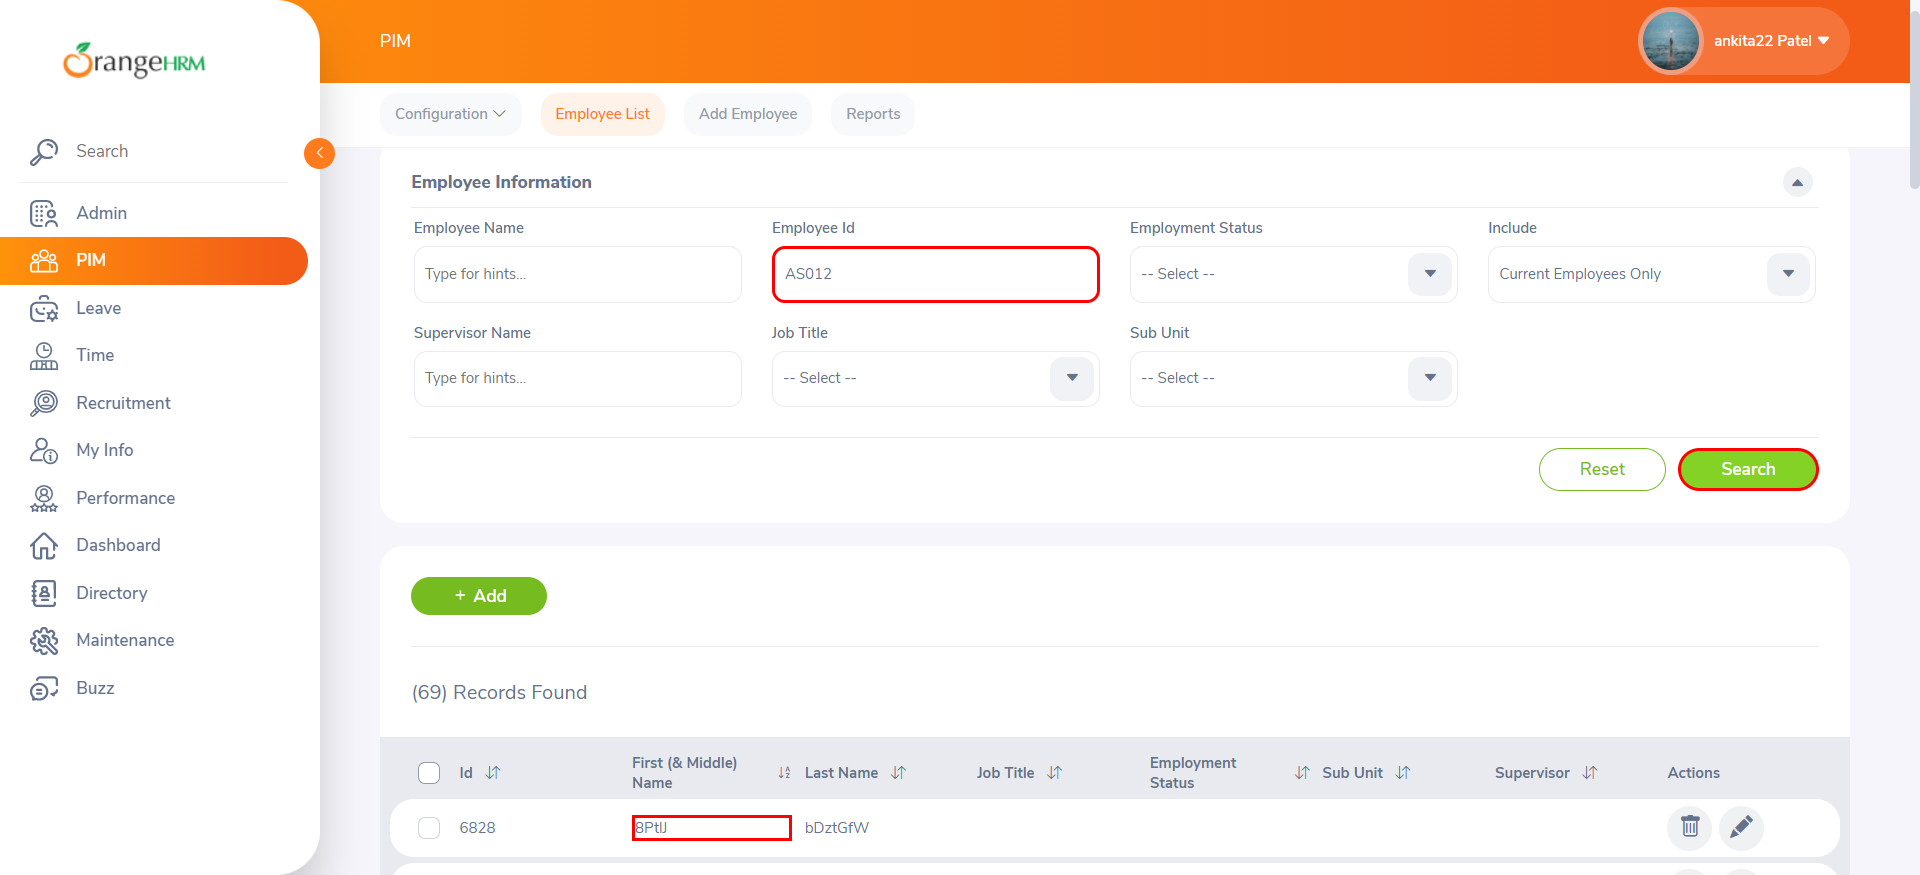 OrangeHRM
PIM
ankita22 Patel
Configuration
Employee List
Add Employee
Reports
Search
Admin
PIM
Leave
Time
Recruitment
My Info
Performance
Dashboard
Directory
Maintenance
Buzz
Employee Information
Employee Name
Employee Id
Employment Status
Include
Type for hints...
AS012
-- Select --
Current Employees Only
Supervisor Name
Job Title
Sub Unit
Type for hints...
-- Select --
-- Select --
Reset
Search
+ Add
(69) Records Found
Id
First (& Middle)
Name
Last Name
Job Title
Employment
Status
Sub Unit
Supervisor
Actions
6828
bDztGfW